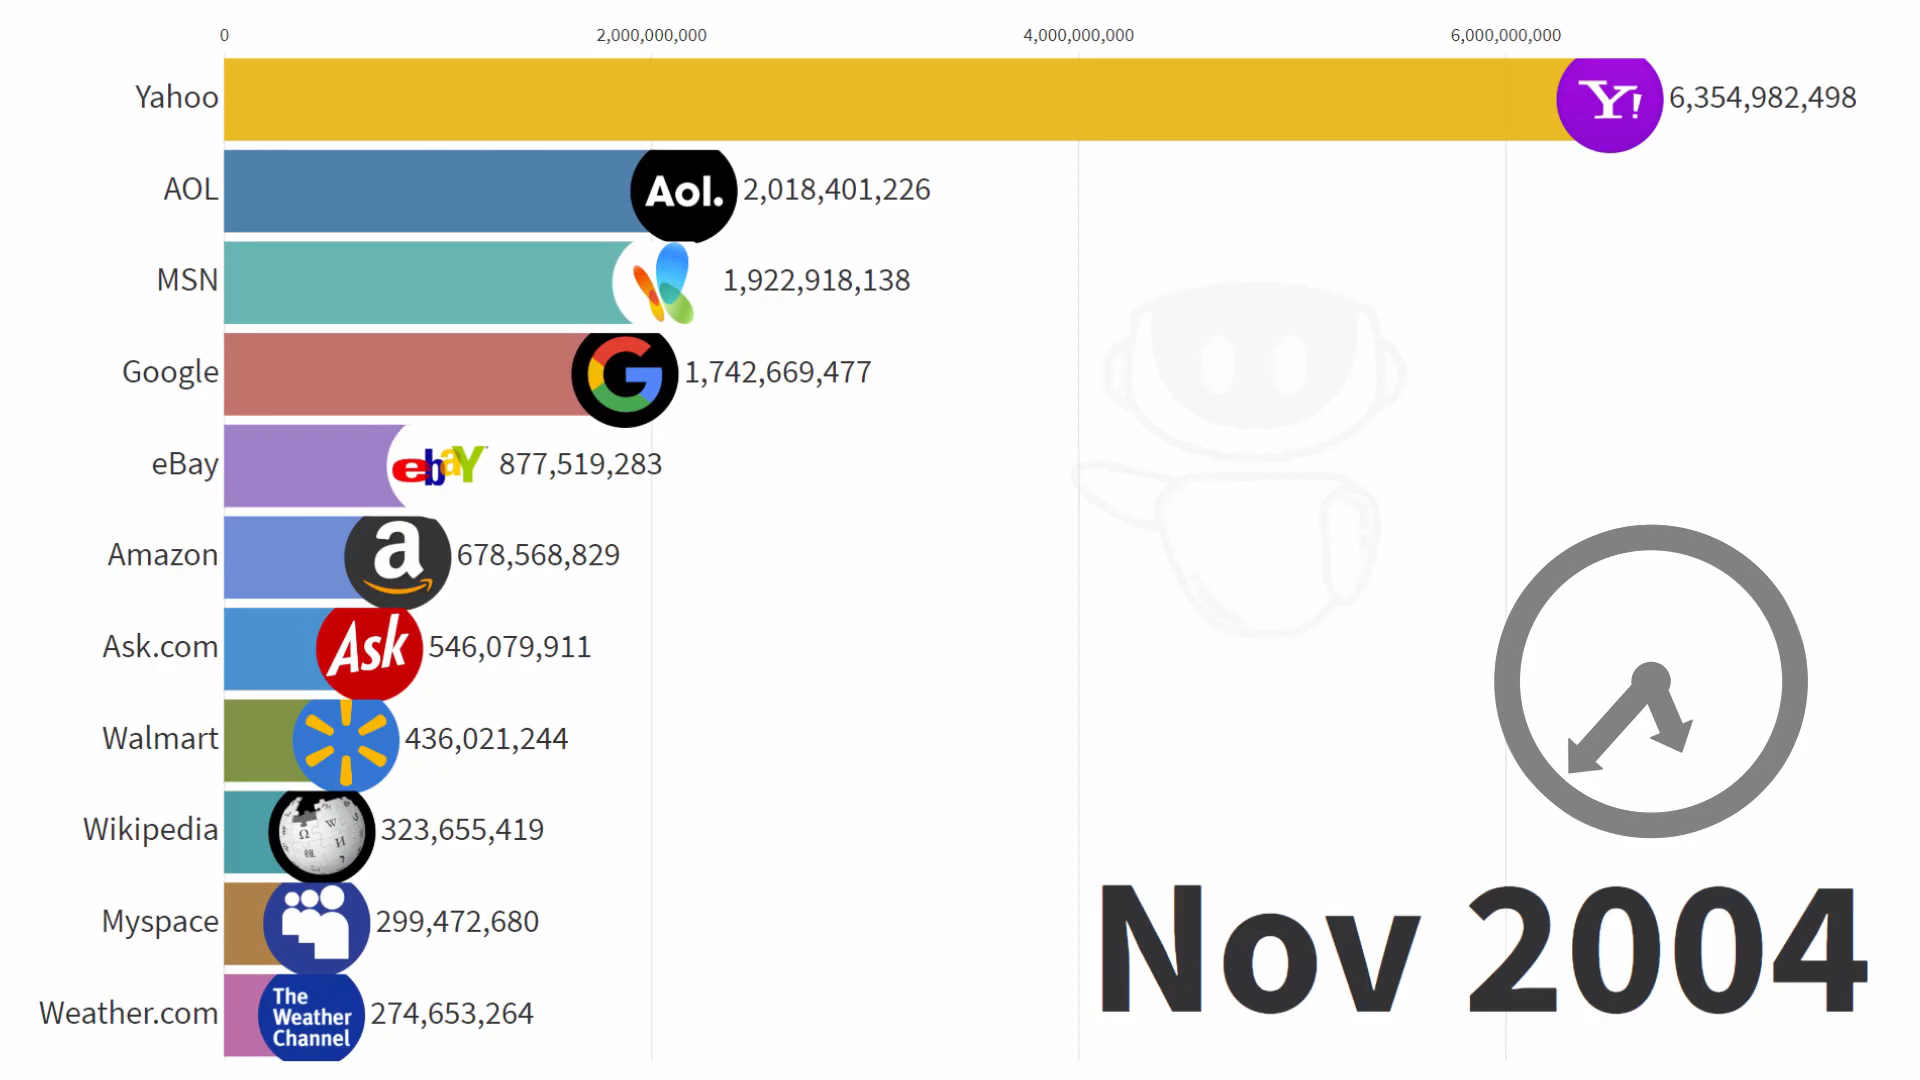 0 2,000,000,000 4,000,000,000 6,000,000,000
Yahoo Y! 6,354,982,498
AOL Aol. 2,018,401,226
MSN 1,922,918,138
Google G 1,742,669,477
eBay ebaY 877,519,283
Amazon a 678,568,829
Ask.com Ask 546,079,911
Walmart 436,021,244
Wikipedia Ω W И 323,655,419
Myspace 299,472,680
Weather.com The Weather Channel 274,653,264
Nov 2004